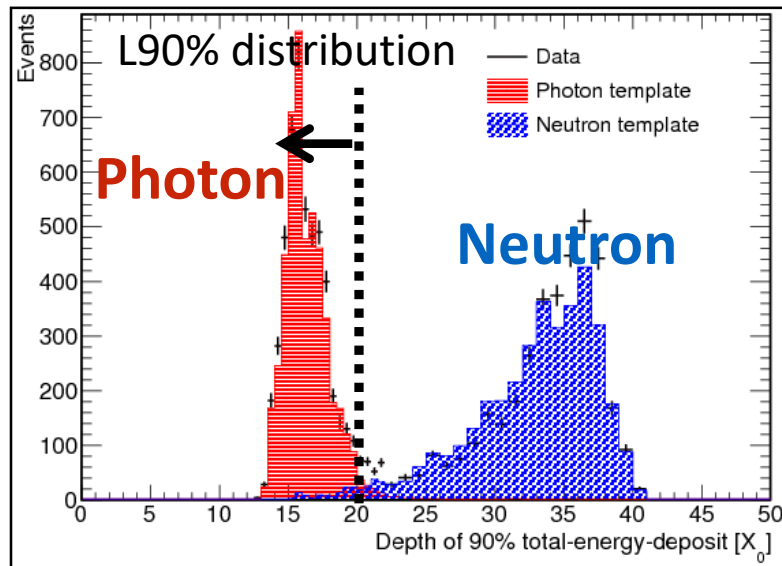 L90% distribution
Data
Photon template
Neutron template
Photon
Neutron
Events
800
700
600
500
400
300
200
100
0
0 5 10 15 20 25 30 35 40 45 50
Depth of 90% total-energy-deposit [X₀]